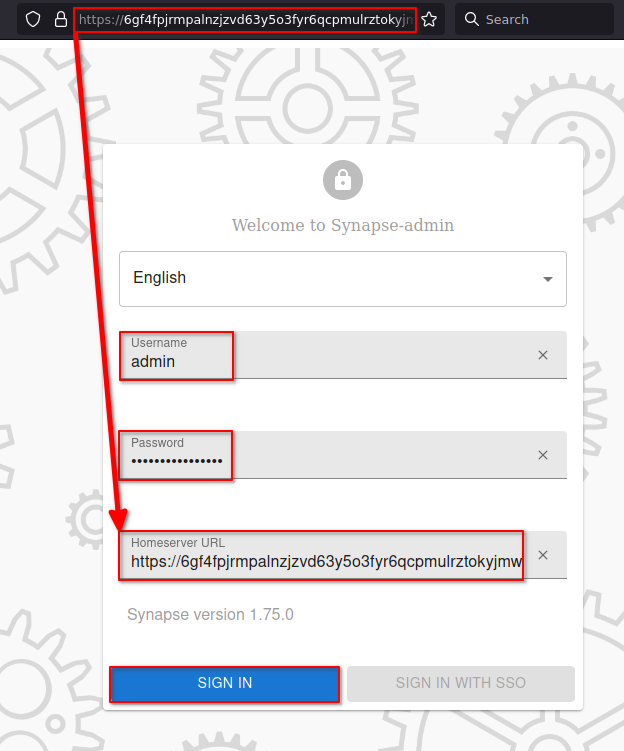 https://6gf4fpjrmpalnzjzvd63y5o3fyr6qcpmulrztokyjm
Search
Welcome to Synapse-admin
English
Username
admin
Password
••••••••••••••••
Homeserver URL
https://6gf4fpjrmpalnzjzvd63y5o3fyr6qcpmulrztokyjmw
Synapse version 1.75.0
SIGN IN
SIGN IN WITH SSO